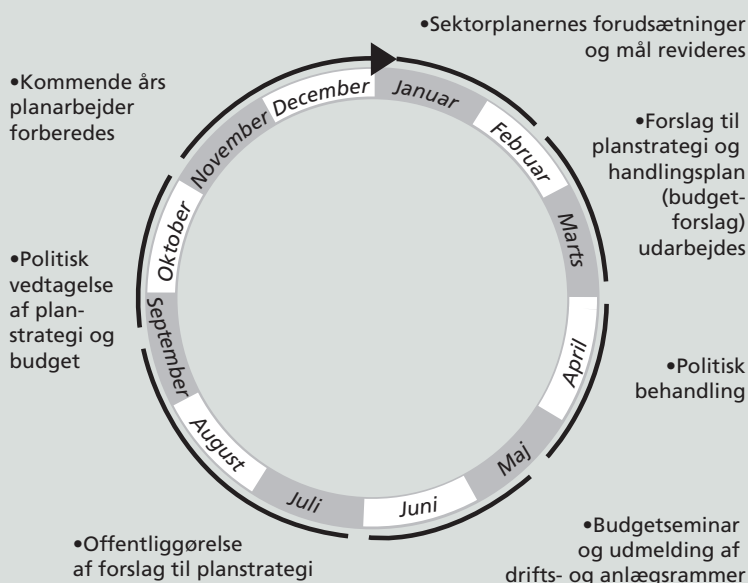 •Sektorplanernes forudsætninger
og mål revideres
•Forslag til
planstrategi og
handlingsplan
(budget-
forslag)
udarbejdes
•Politisk
behandling
•Budgetseminar
og udmelding af
drifts- og anlægsrammer
•Offentliggørelse
af forslag til planstrategi
•Politisk
vedtagelse
af plan-
strategi og
budget
•Kommende års
planarbejder
forberedes
Januar
Februar
Marts
April
Maj
Juni
Juli
August
September
Oktober
November
December